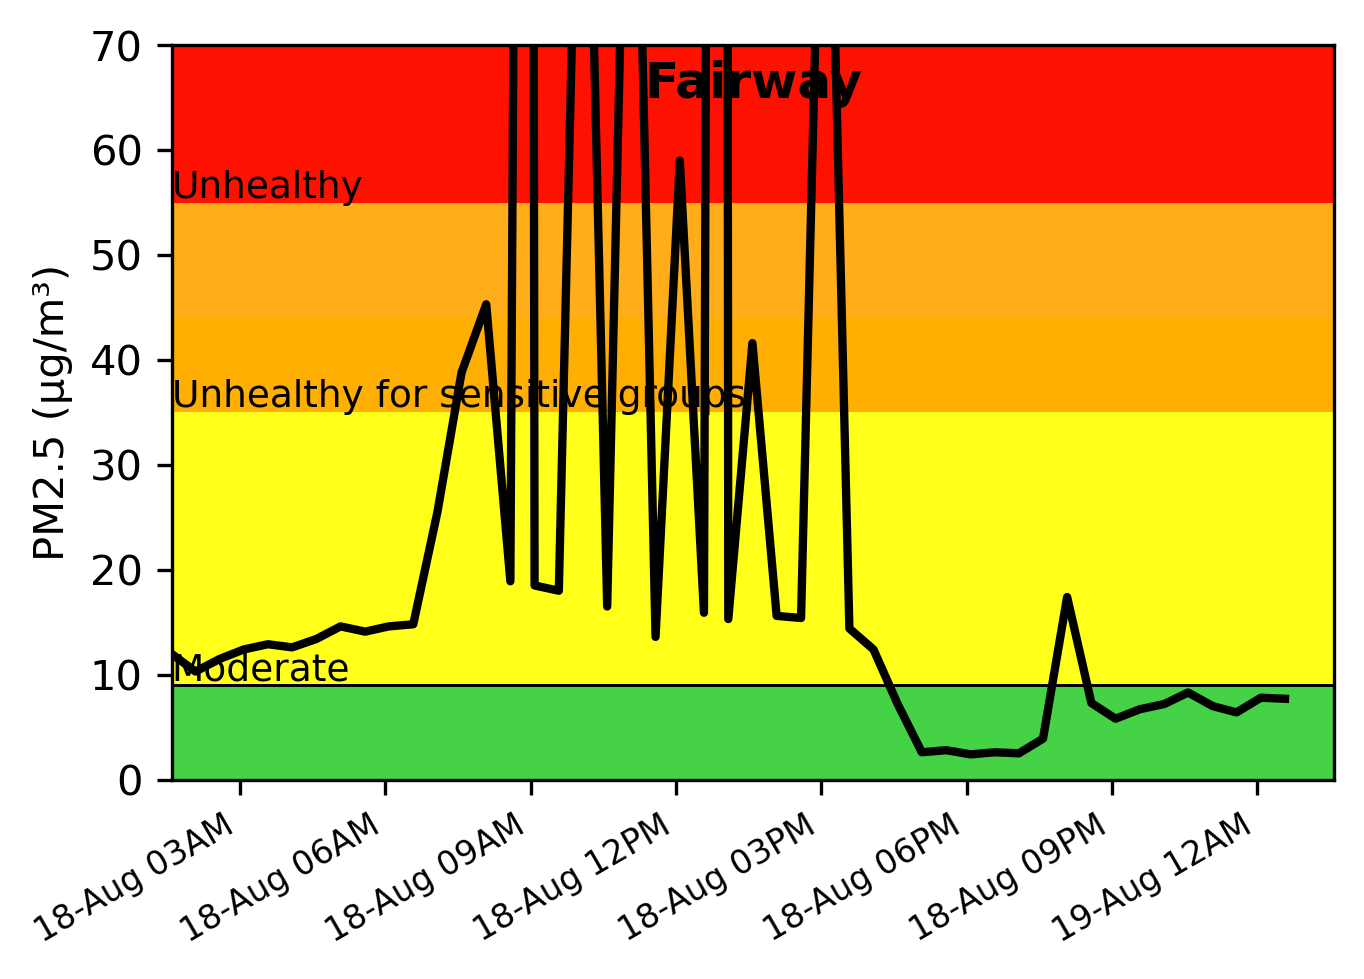 Fairway
PM2.5 (µg/m³)
70
60
50
40
30
20
10
0
Unhealthy
Unhealthy for sensitive groups
Moderate
18-Aug 03AM
18-Aug 06AM
18-Aug 09AM
18-Aug 12PM
18-Aug 03PM
18-Aug 06PM
18-Aug 09PM
19-Aug 12AM